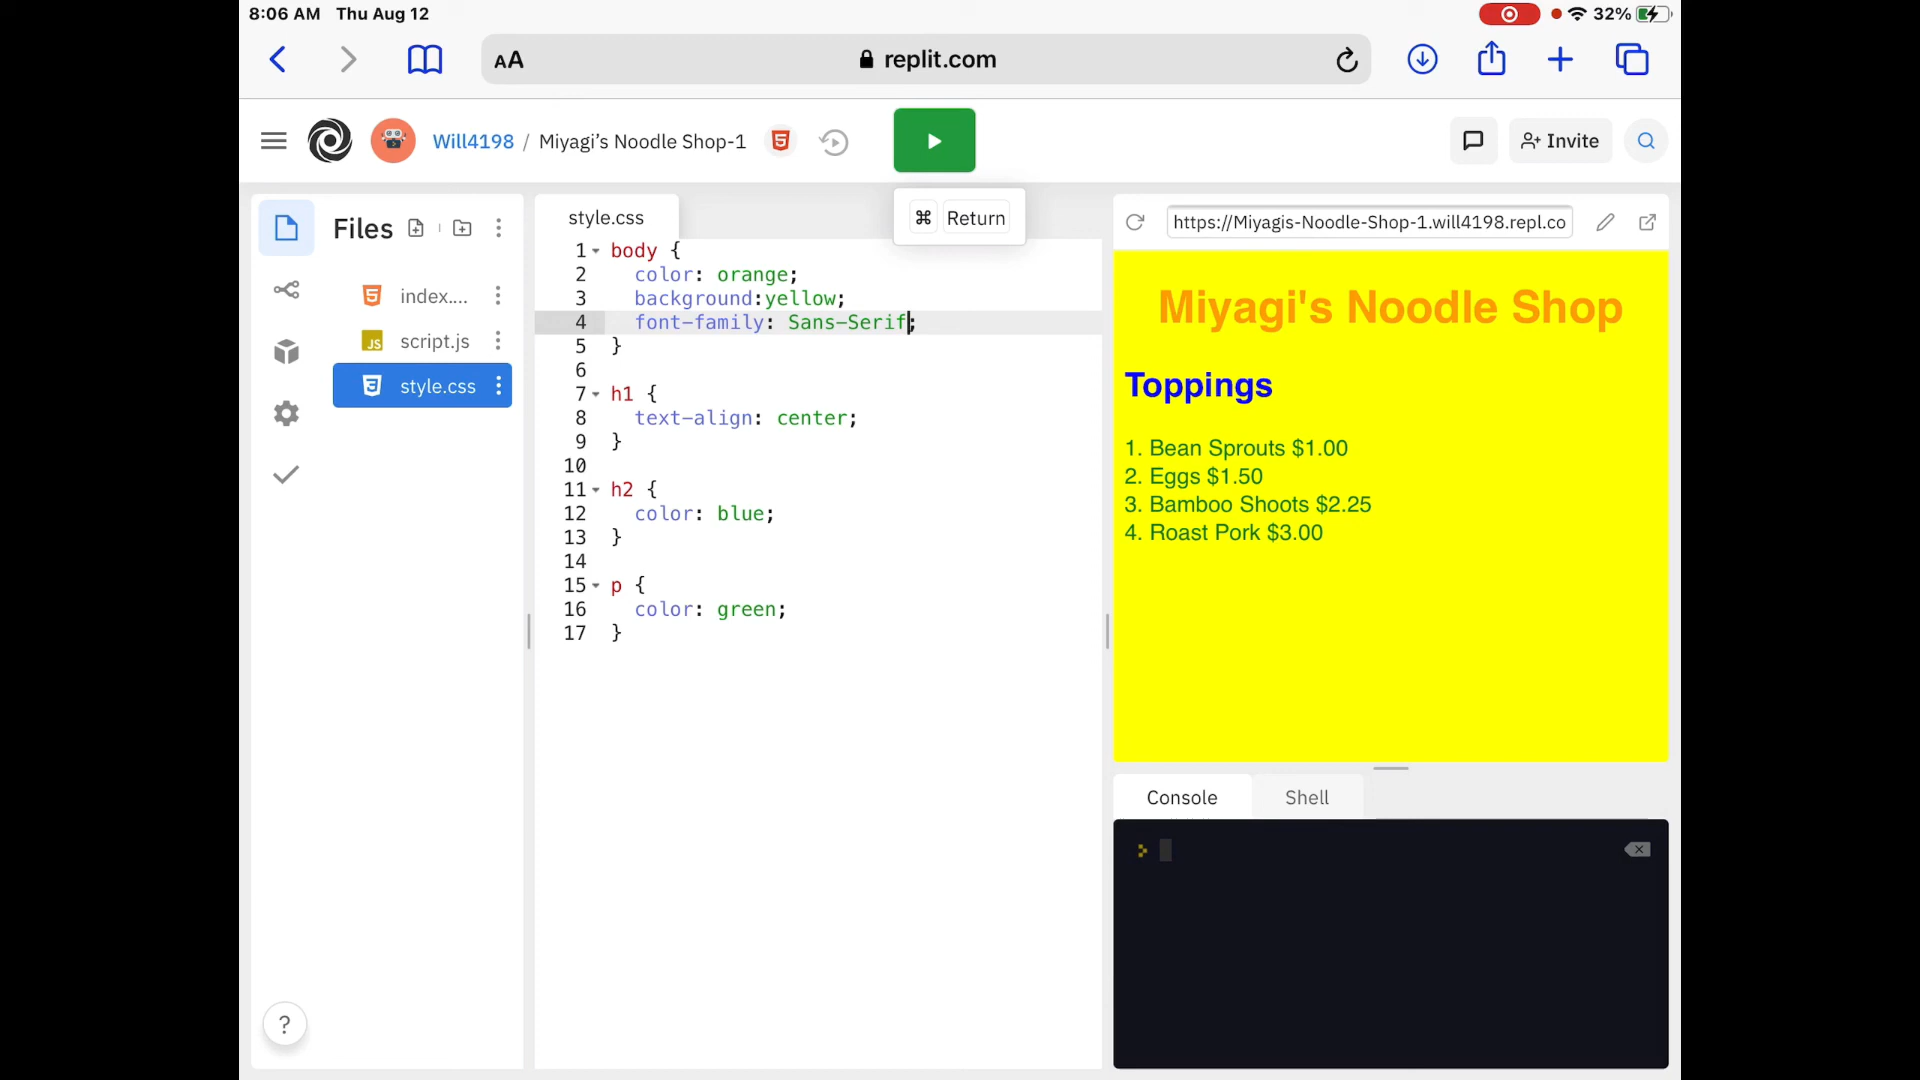 8:06 AM Thu Aug 12
32%
AA
replit.com
Will4198 / Miyagi’s Noodle Shop-1
Invite
Files
style.css
⌘ Return
https://Miyagis-Noodle-Shop-1.will4198.repl.co
index....
script.js
style.css
1 body {
2 color: orange;
3 background:yellow;
4 font-family: Sans-Serif;
5 }
6
7 h1 {
8 text-align: center;
9 }
10
11 h2 {
12 color: blue;
13 }
14
15 p {
16 color: green;
17 }
Miyagi's Noodle Shop
Toppings
1. Bean Sprouts $1.00
2. Eggs $1.50
3. Bamboo Shoots $2.25
4. Roast Pork $3.00
Console Shell
>
?